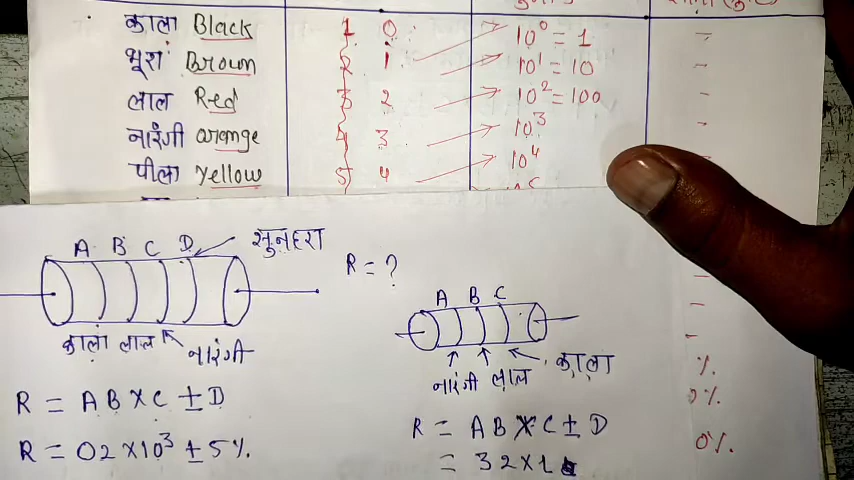 काला Black 1 0 10⁰ = 1 -
भूरा Brown 2 1 10¹ = 10 -
लाल Red 3 2 10² = 100 -
नारंगी orange 4 3 10³ -
पीला yellow 5 4 10⁴
A B C D सुनहरा
R = ?
A B C
काला लाल नारंगी
नारंगी लाल काला
R = AB × C ± D
R = 02 × 10³ ± 5 %.
R = AB × C ± D
= 32 × 1
%.
0%.